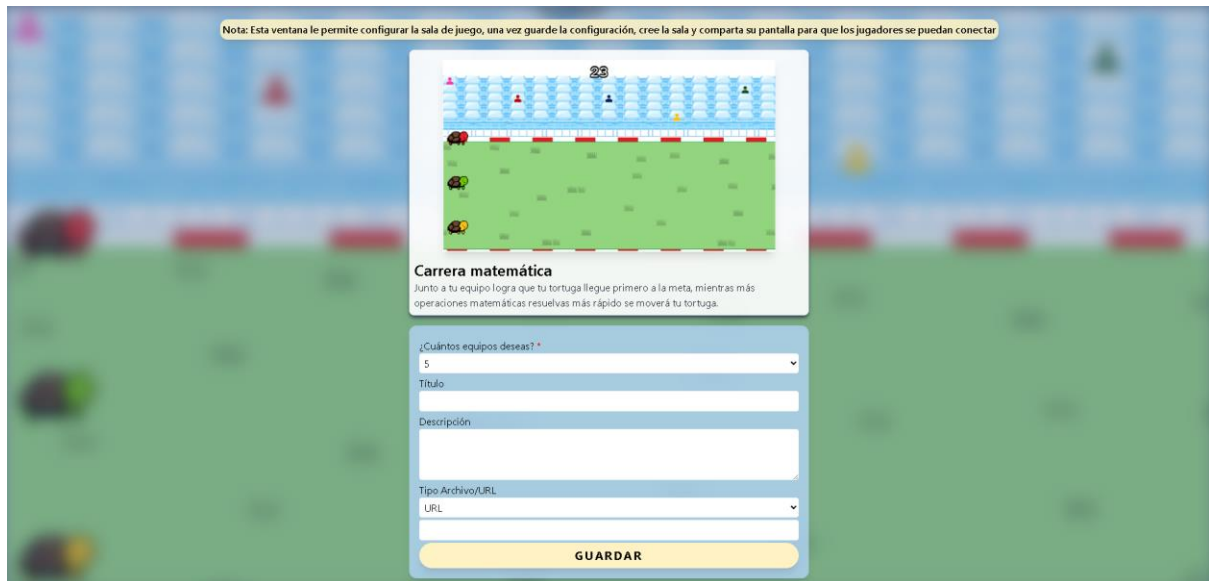 Nota: Esta ventana le permite configurar la sala de juego, una vez guarde la configuración, cree la sala y comparta su pantalla para que los jugadores se puedan conectar
23
Carrera matemática
Junto a tu equipo logra que tu tortuga llegue primero a la meta, mientras más
operaciones matemáticas resuelvas más rápido se moverá tu tortuga.
¿Cuántos equipos deseas? *
5
Título
Descripción
Tipo Archivo/URL
URL
GUARDAR